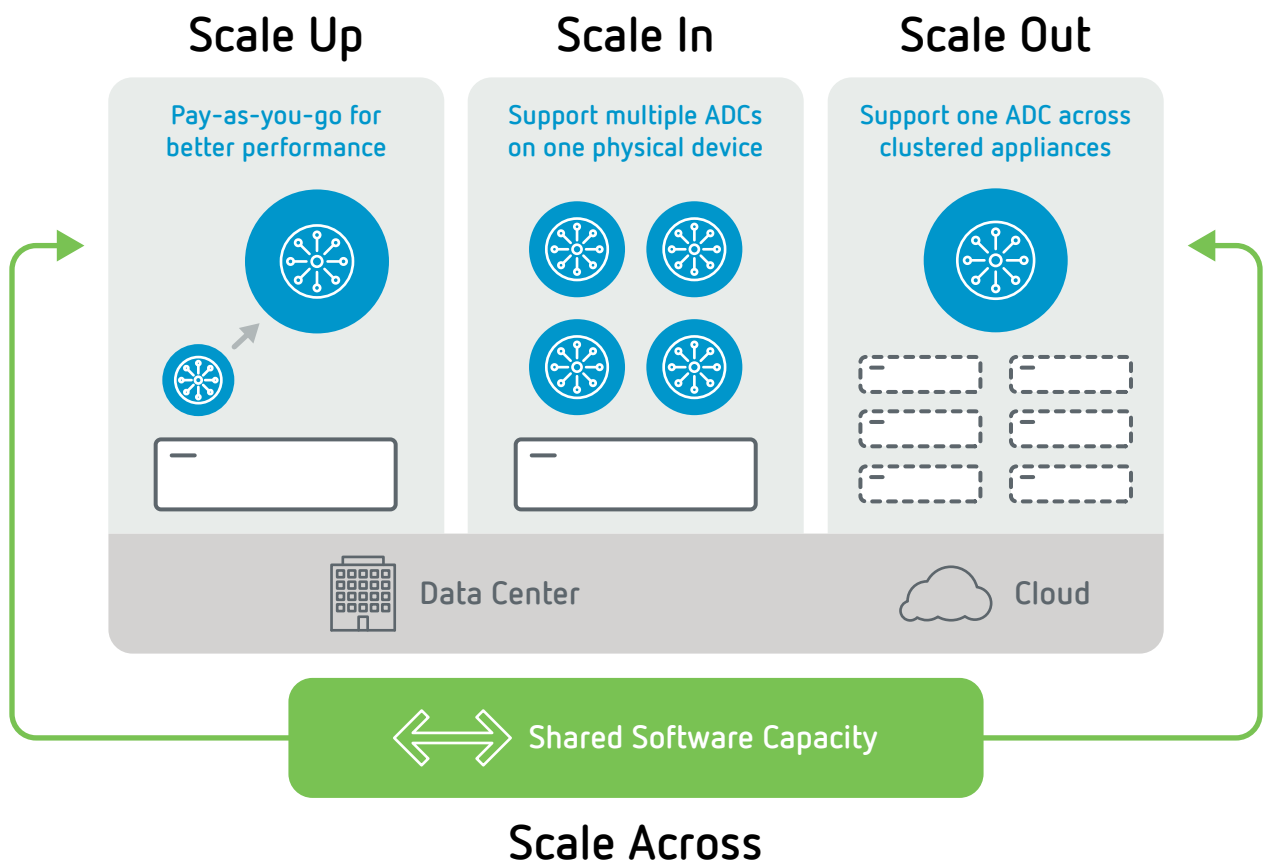 Scale Up
Pay-as-you-go for
better performance
Scale In
Support multiple ADCs
on one physical device
Scale Out
Support one ADC across
clustered appliances
Data Center
Cloud
Shared Software Capacity
Scale Across